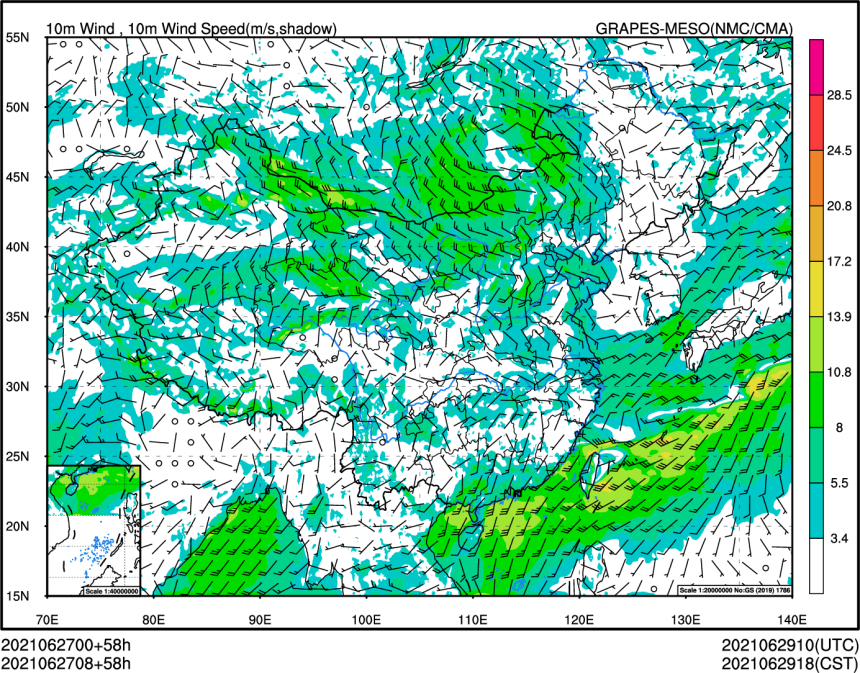 10m Wind , 10m Wind Speed(m/s,shadow) GRAPES-MESO(NMC/CMA)
55N
50N
45N
40N
35N
30N
25N
20N
15N
70E 80E 90E 100E 110E 120E 130E 140E
28.5
24.5
20.8
17.2
13.9
10.8
8
5.5
3.4
Scale 1:40000000
Scale 1:20000000 No:GS (2019) 1786
2021062700+58h 2021062910(UTC)
2021062708+58h 2021062918(CST)